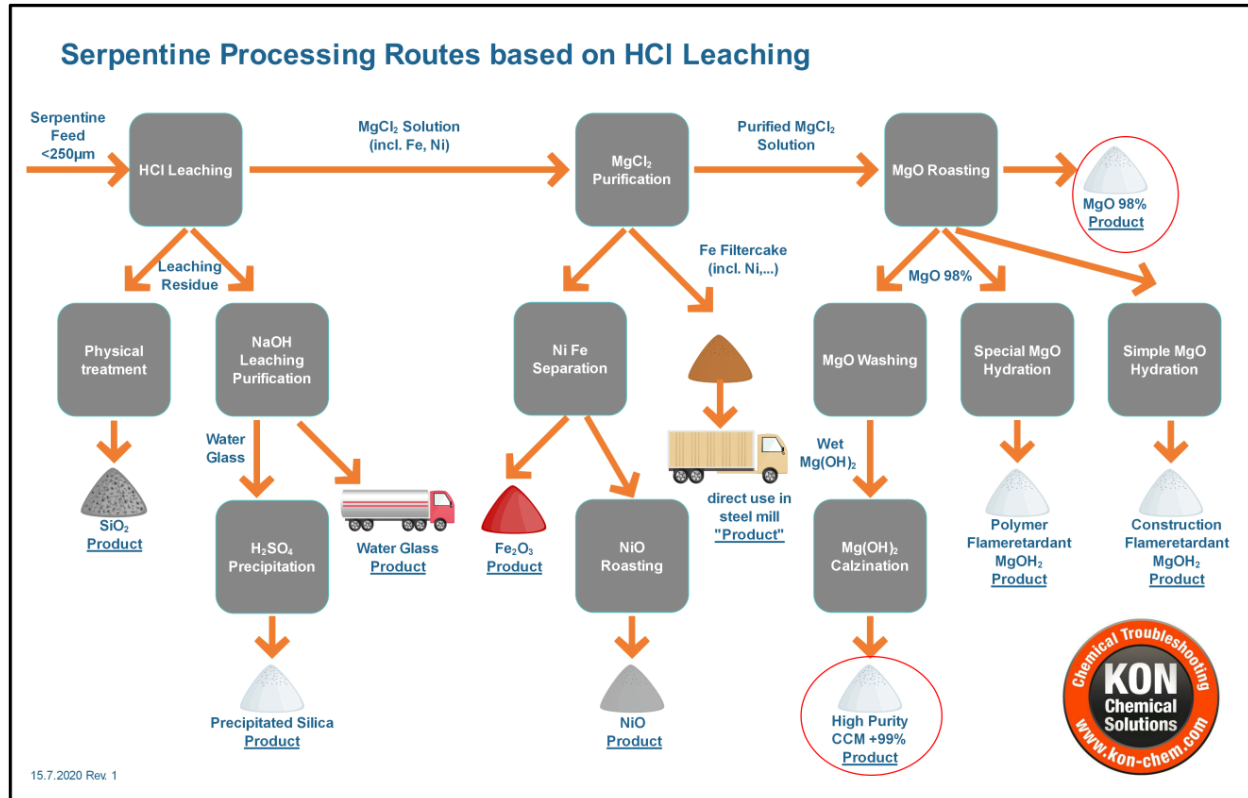 Serpentine Processing Routes based on HCl Leaching
Serpentine
Feed
<250µm
HCl Leaching
MgCl₂ Solution
(incl. Fe, Ni)
MgCl₂
Purification
Purified MgCl₂
Solution
MgO Roasting
MgO 98%
Product
Leaching
Residue
Fe Filtercake
(incl. Ni,...)
MgO 98%
Physical
treatment
NaOH
Leaching
Purification
Ni Fe
Separation
MgO Washing
Special MgO
Hydration
Simple MgO
Hydration
Water
Glass
Wet
Mg(OH)₂
SiO₂
Product
H₂SO₄
Precipitation
Water Glass
Product
Fe₂O₃
Product
NiO
Roasting
direct use in
steel mill
"Product"
Mg(OH)₂
Calzination
Polymer
Flameretardant
MgOH₂
Product
Construction
Flameretardant
MgOH₂
Product
Precipitated Silica
Product
NiO
Product
High Purity
CCM +99%
Product
Chemical Troubleshooting
KON
Chemical
Solutions
www.kon-chem.com
15.7.2020 Rev. 1